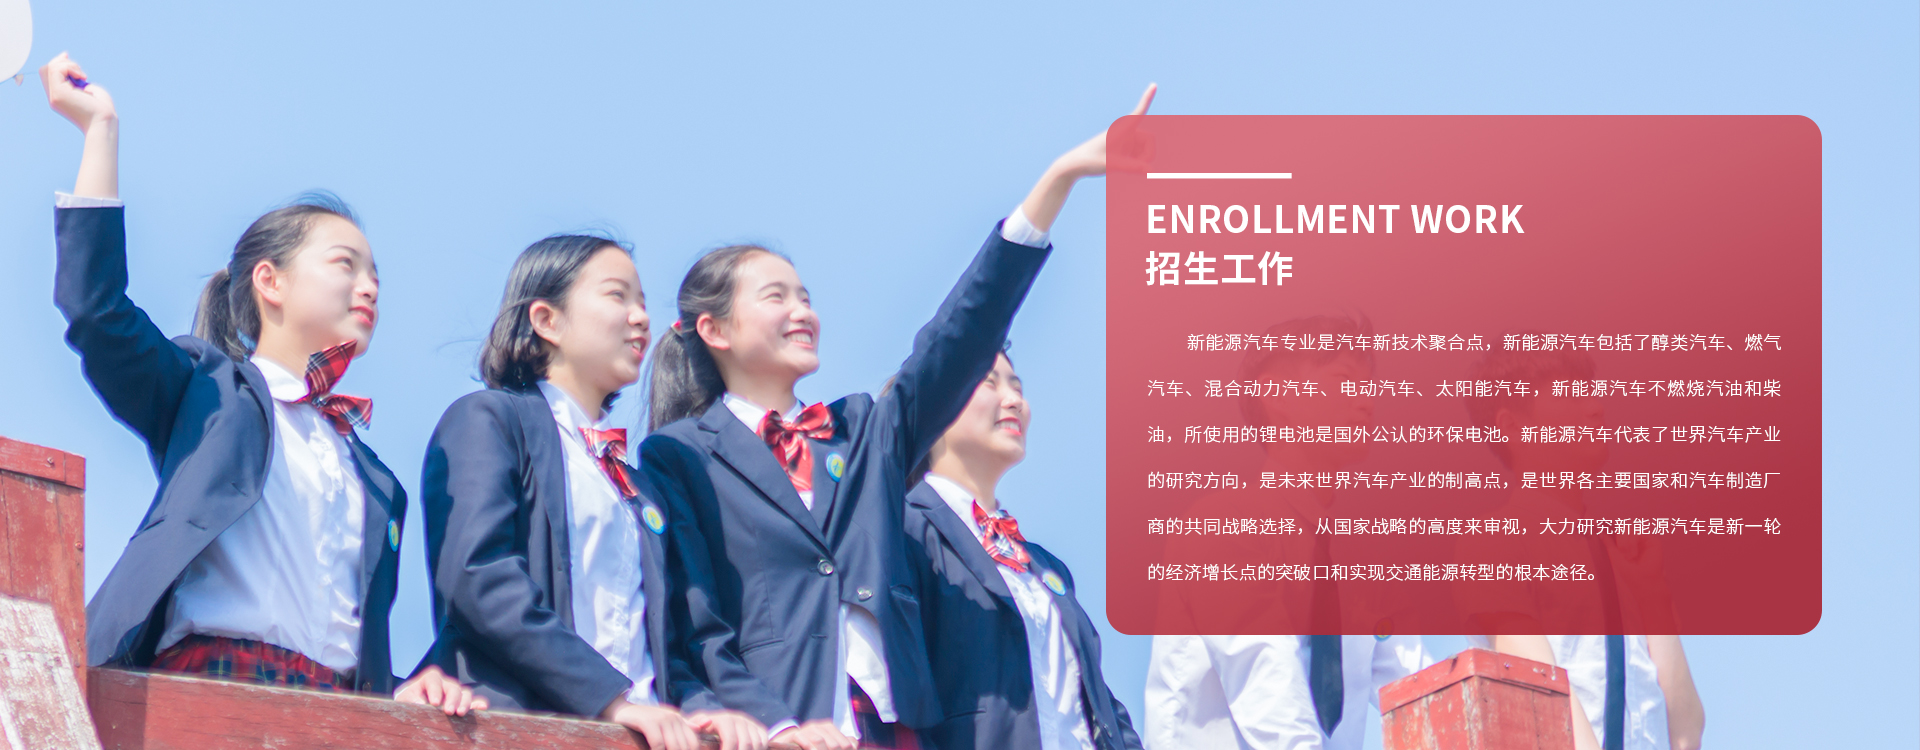 ENROLLMENT WORK
招生工作
新能源汽车专业是汽车新技术聚合点，新能源汽车包括了醇类汽车、燃气
汽车、混合动力汽车、电动汽车、太阳能汽车，新能源汽车不燃烧汽油和柴
油，所使用的锂电池是国外公认的环保电池。新能源汽车代表了世界汽车产业
的研究方向，是未来世界汽车产业的制高点，是世界各主要国家和汽车制造厂
商的共同战略选择，从国家战略的高度来审视，大力研究新能源汽车是新一轮
的经济增长点的突破口和实现交通能源转型的根本途径。